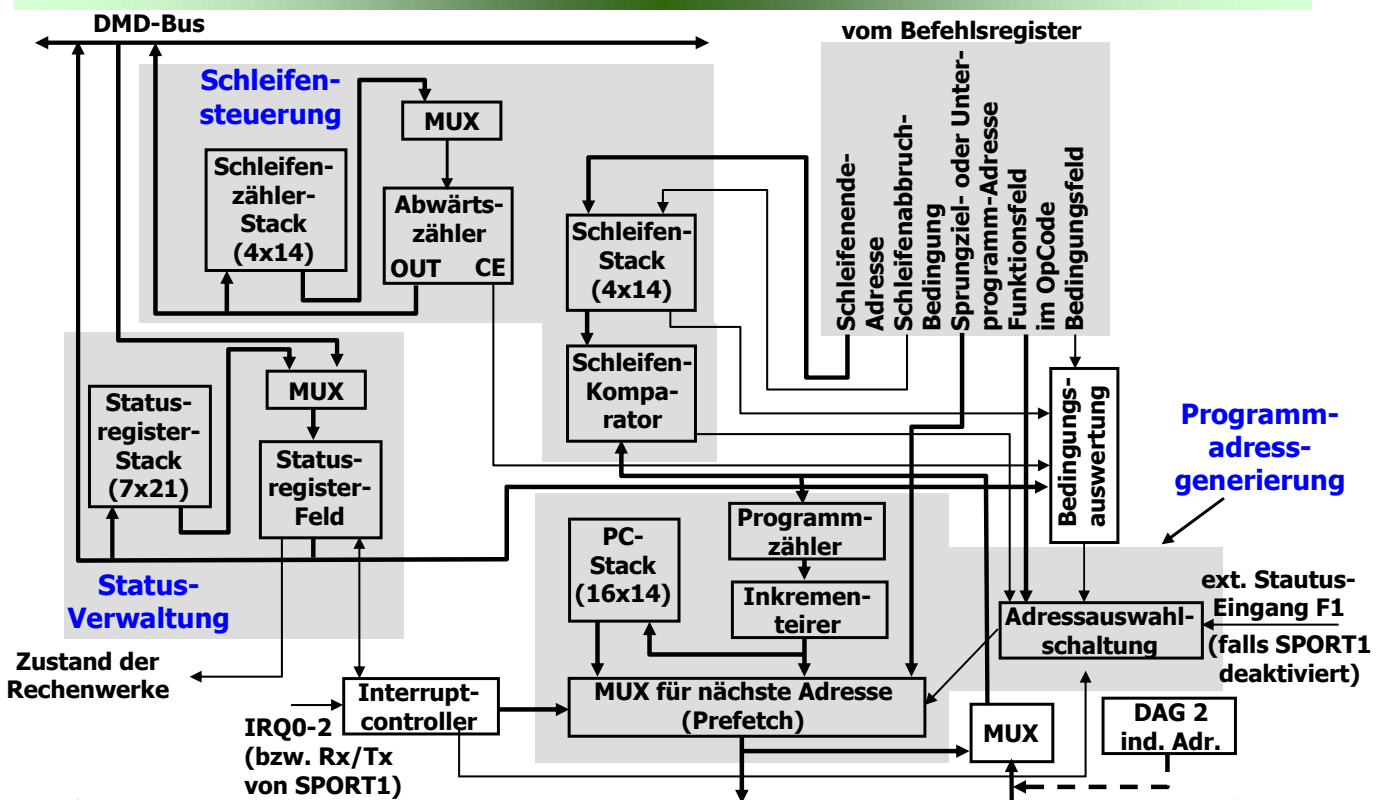 DMD-Bus
vom Befehlsregister
Schleifen-
steuerung
MUX
Schleifen-
zähler-
Stack
(4x14)
Abwärts-
zähler
OUT CE
Schleifen-
Stack
(4x14)
Schleifen-
Kompa-
rator
Schleifenende-
Adresse
Schleifenabbruch-
Bedingung
Sprungziel- oder Unter-
programm-Adresse
Funktionsfeld
im OpCode
Bedingungsfeld
MUX
Status-
register-
Stack
(7x21)
Status-
register-
Feld
Status-
Verwaltung
Bedingungs-
auswertung
Programm-
adress-
generierung
PC-
Stack
(16x14)
Programm-
zähler
Inkremen-
teirer
Adressauswahl-
schaltung
ext. Stautus-
Eingang F1
(falls SPORT1
deaktiviert)
Zustand der
Rechenwerke
Interrupt-
controller
IRQ0-2
(bzw. Rx/Tx
von SPORT1)
MUX für nächste Adresse
(Prefetch)
MUX
DAG 2
ind. Adr.